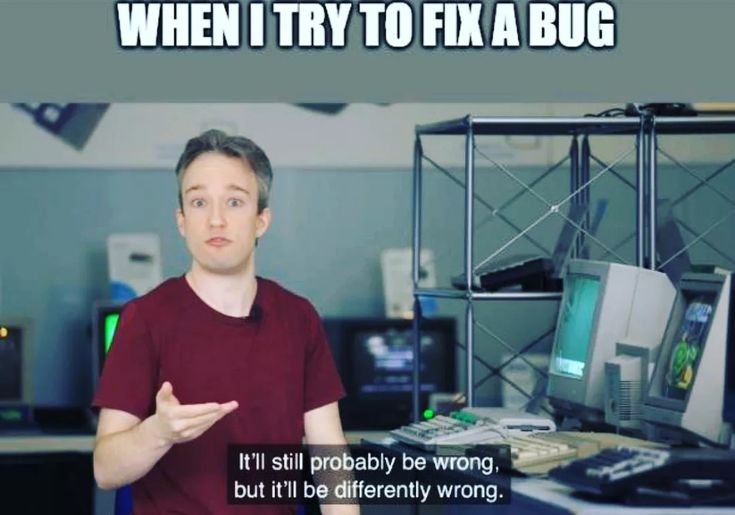 WHEN I TRY TO FIX A BUG
It'll still probably be wrong,
but it'll be differently wrong.